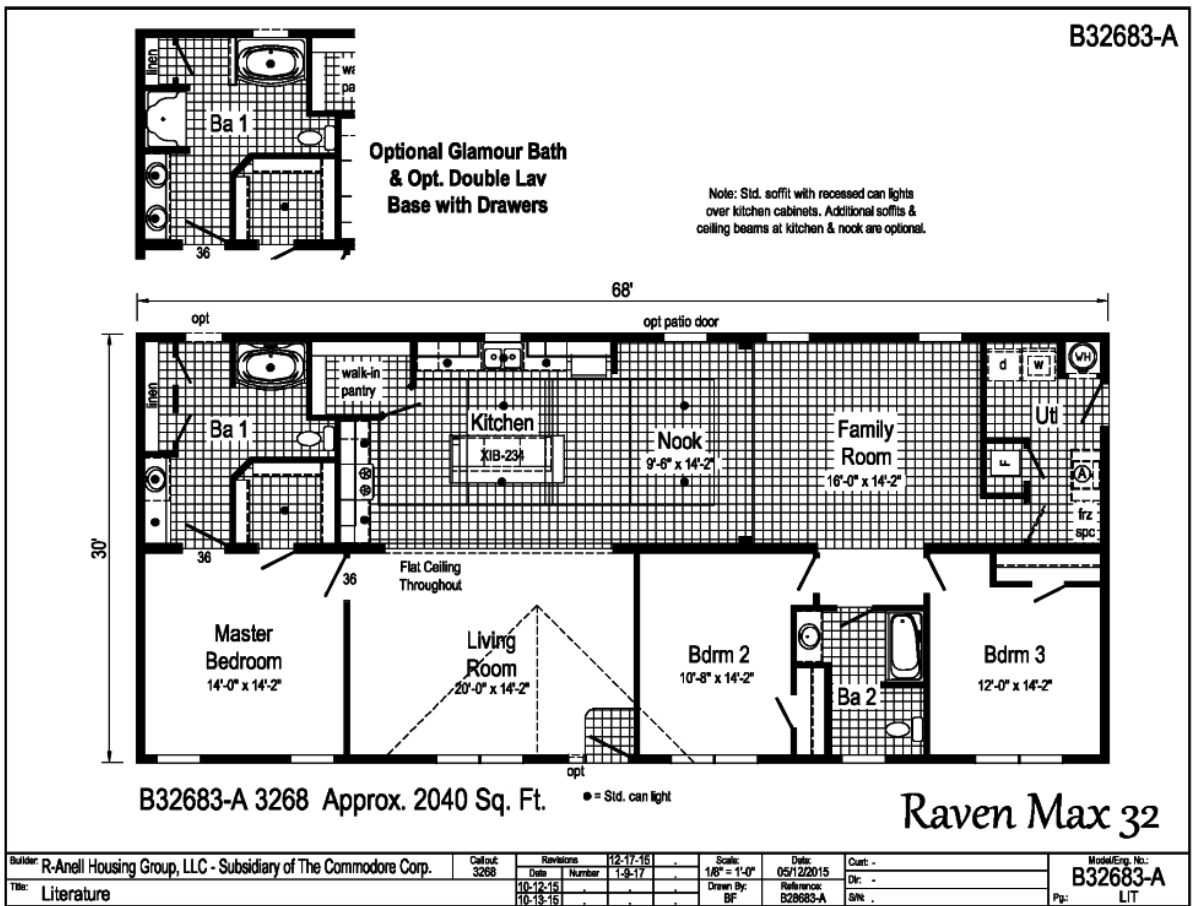 B32683-A
linen
wa
pa
Ba 1
36
Optional Glamour Bath
& Opt. Double Lav
Base with Drawers
Note: Std. soffit with recessed can lights
over kitchen cabinets. Additional soffits &
ceiling beams at kitchen & nook are optional.
68'
opt
opt patio door
30'
linen
Ba 1
walk-in
pantry
Kitchen
XIB-234
Nook
9'-6" x 14'-2"
Family
Room
16'-0" x 14'-2"
d
w
WH
Utl
F
A
frz
spc
36
36
Flat Ceiling
Throughout
Master
Bedroom
14'-0" x 14'-2"
Living
Room
20'-0" x 14'-2"
Bdrm 2
10'-8" x 14'-2"
Ba 2
Bdrm 3
12'-0" x 14'-2"
opt
B32683-A 3268 Approx. 2040 Sq. Ft.
= Std. can light
Raven Max 32
Builder: R-Anell Housing Group, LLC - Subsidiary of The Commodore Corp.
Title: Literature
Callout:
3268
Revisions
Date Number
10-12-15
10-13-15
12-17-15
1-9-17
Scale:
1/8" = 1'-0"
Drawn By:
BF
Date:
05/12/2015
Reference:
B28683-A
Cust: -
Dlr: -
S/N: .
Model/Eng. No.:
B32683-A
Pg.: LIT